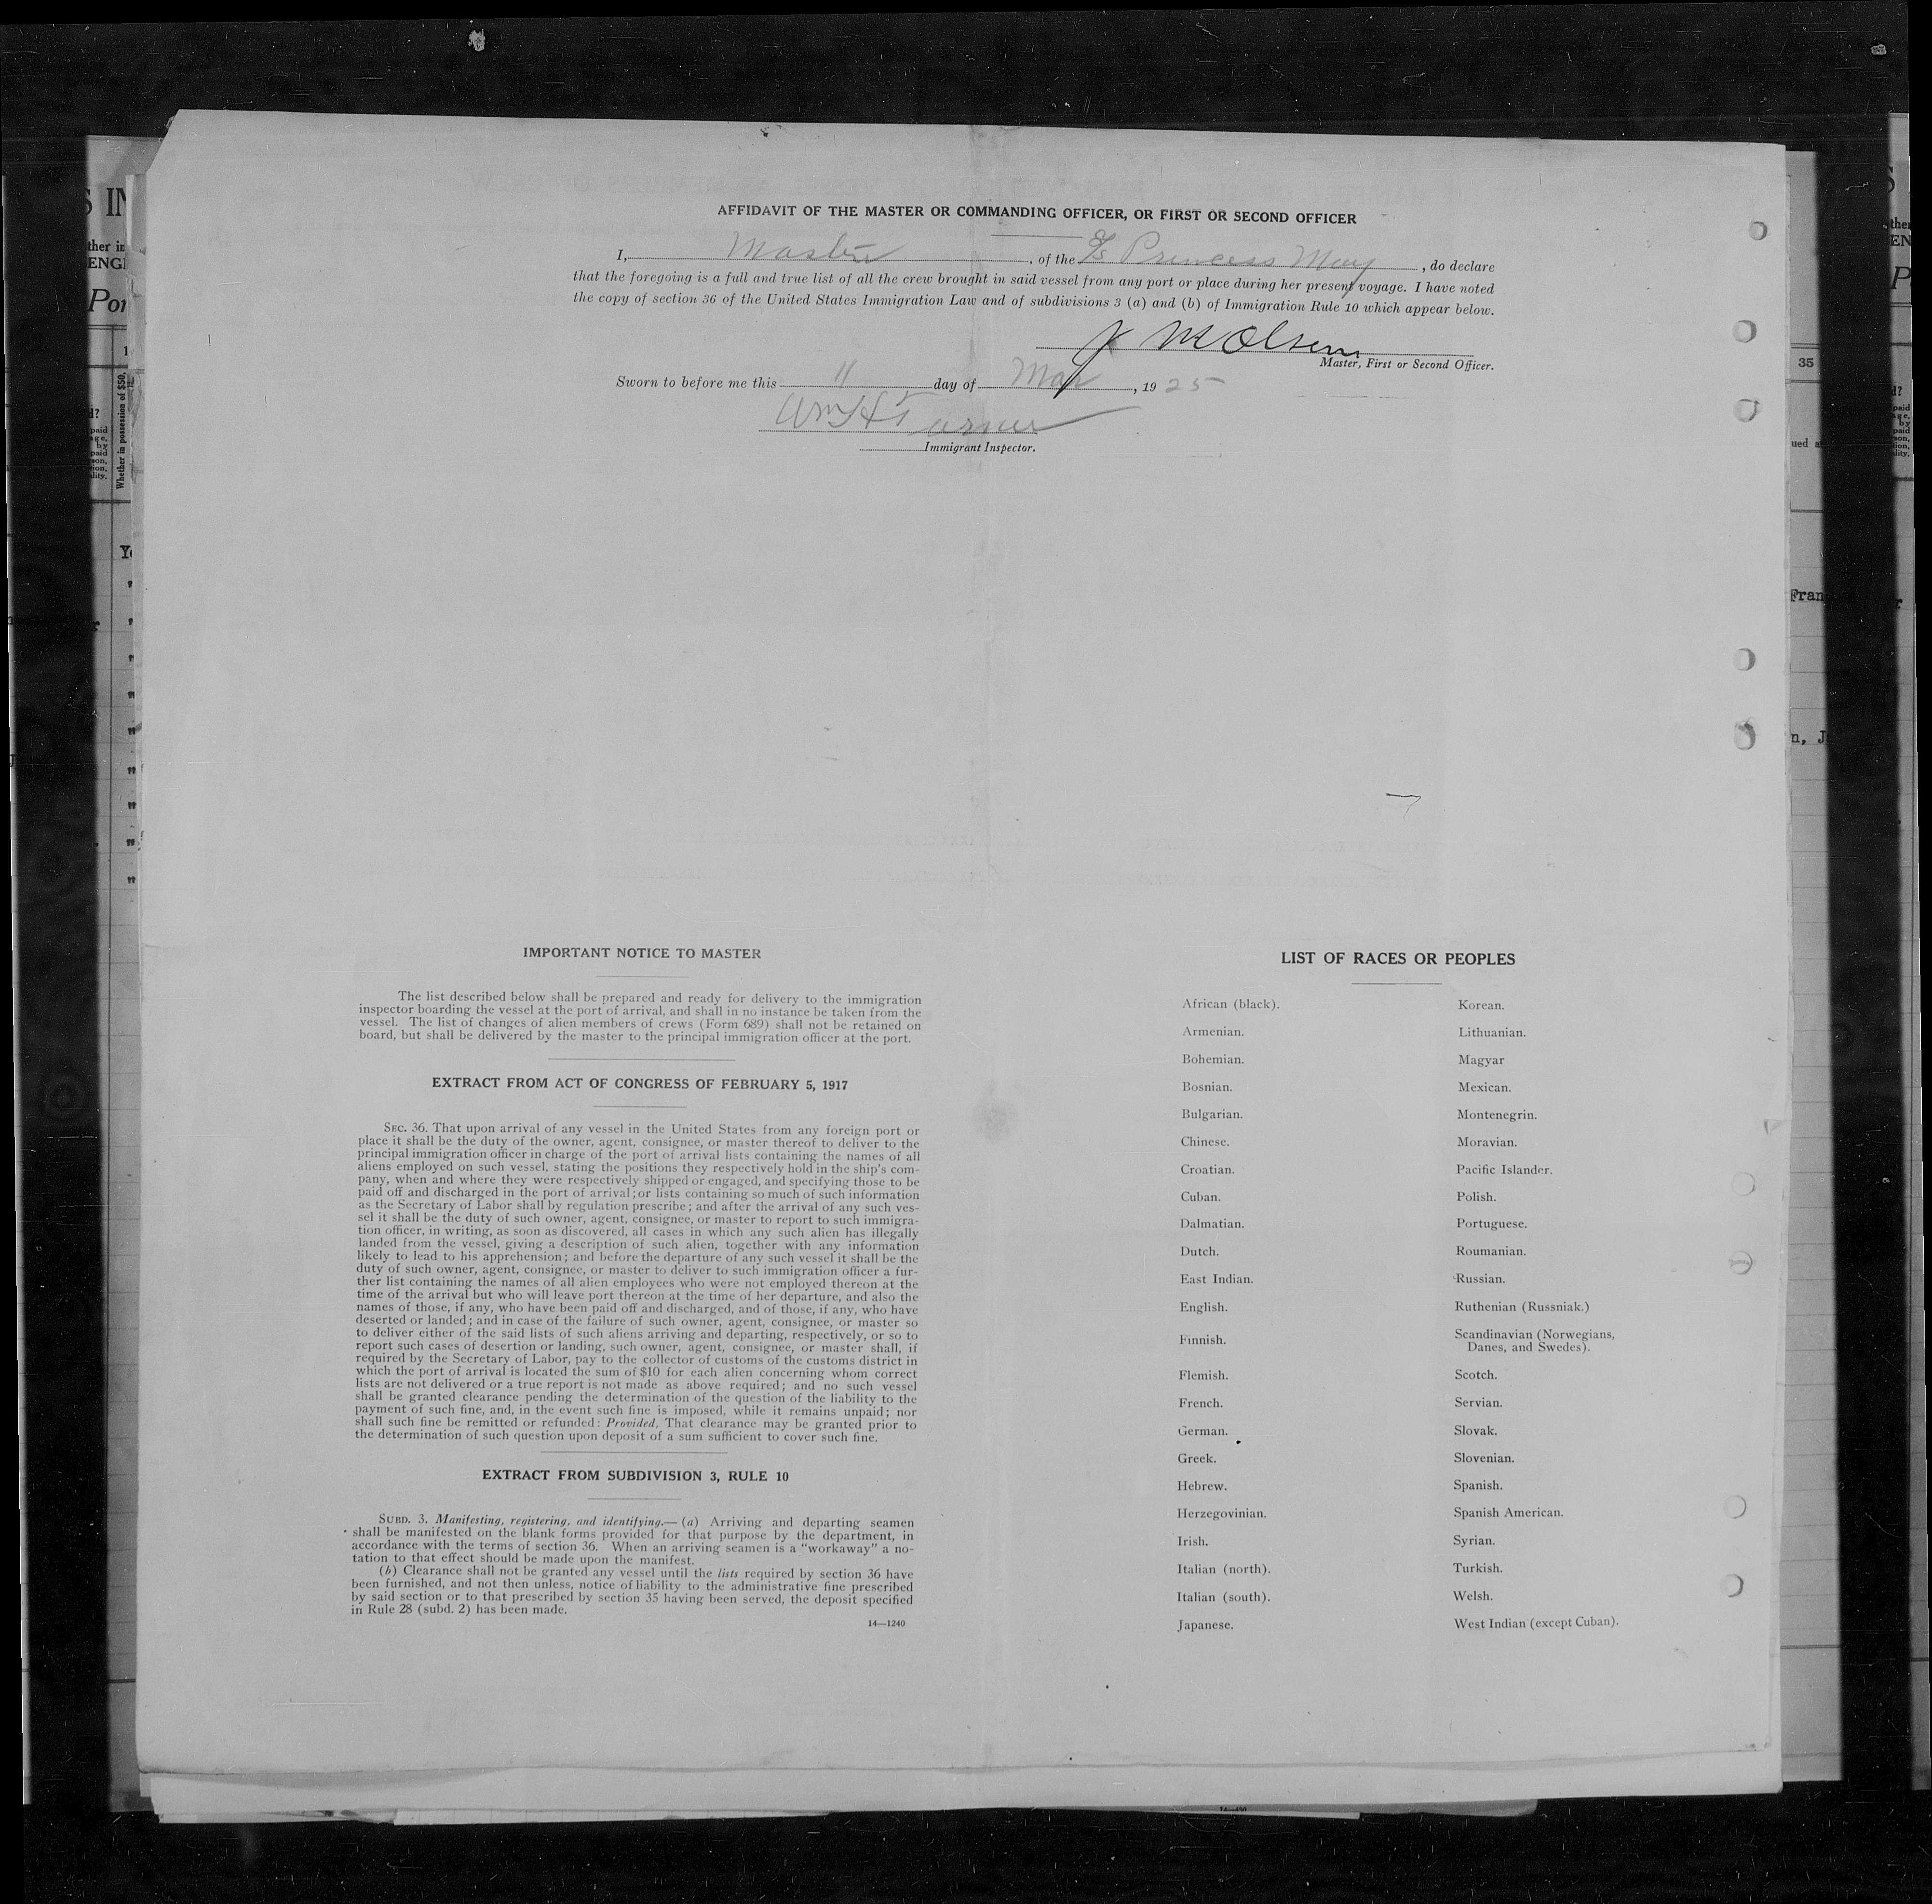 AFFIDAVIT OF THE MASTER OR COMMANDING OFFICER, OR FIRST OR SECOND OFFICER
I, Master, of the S/S Princess May, do declare
that the foregoing is a full and true list of all the crew brought in said vessel from any port or place during her present voyage. I have noted
the copy of section 36 of the United States Immigration Law and of subdivisions 3 (a) and (b) of Immigration Rule 10 which appear below.
Olsen
Master, First or Second Officer.
Sworn to before me this 11 day of Mar, 1925
Wm H
Immigrant Inspector.
IMPORTANT NOTICE TO MASTER
The list described below shall be prepared and ready for delivery to the immigration
inspector boarding the vessel at the port of arrival, and shall in no instance be taken from the
vessel. The list of changes of alien members of crews (Form 689) shall not be retained on
board, but shall be delivered by the master to the principal immigration officer at the port.
EXTRACT FROM ACT OF CONGRESS OF FEBRUARY 5, 1917
SEC. 36. That upon arrival of any vessel in the United States from any foreign port or
place it shall be the duty of the owner, agent, consignee, or master thereof to deliver to the
principal immigration officer in charge of the port of arrival lists containing the names of all
aliens employed on such vessel, stating the positions they respectively hold in the ship's com-
pany, when and where they were respectively shipped or engaged, and specifying those to be
paid off and discharged in the port of arrival; or lists containing so much of such information
as the Secretary of Labor shall by regulation prescribe; and after the arrival of any such ves-
sel it shall be the duty of such owner, agent, consignee, or master to report to such immigra-
tion officer, in writing, as soon as discovered, all cases in which any such alien has illegally
landed from the vessel, giving a description of such alien, together with any information
likely to lead to his apprehension; and before the departure of any such vessel it shall be the
duty of such owner, agent, consignee, or master to deliver to such immigration officer a fur-
ther list containing the names of all alien employees who were not employed thereon at the
time of the arrival but who will leave port thereon at the time of her departure, and also the
names of those, if any, who have been paid off and discharged, and of those, if any, who have
deserted or landed; and in case of the failure of such owner, agent, consignee, or master so
to deliver either of the said lists of such aliens arriving and departing, respectively, or so to
report such cases of desertion or landing, such owner, agent, consignee, or master shall, if
required by the Secretary of Labor, pay to the collector of customs of the customs district in
which the port of arrival is located the sum of $10 for each alien concerning whom correct
lists are not delivered or a true report is not made as above required; and no such vessel
shall be granted clearance pending the determination of the question of the liability to the
payment of such fine, and, in the event such fine is imposed, while it remains unpaid; nor
shall such fine be remitted or refunded: Provided, That clearance may be granted prior to
the determination of such question upon deposit of a sum sufficient to cover such fine.
EXTRACT FROM SUBDIVISION 3, RULE 10
SUBD. 3. Manifesting, registering, and identifying.—(a) Arriving and departing seamen
shall be manifested on the blank forms provided for that purpose by the department, in
accordance with the terms of section 36. When an arriving seamen is a "workaway" a no-
tation to that effect should be made upon the manifest.
(b) Clearance shall not be granted any vessel until the lists required by section 36 have
been furnished, and not then unless, notice of liability to the administrative fine prescribed
by said section or to that prescribed by section 35 having been served, the deposit specified
in Rule 28 (subd. 2) has been made.
14—1240
LIST OF RACES OR PEOPLES
African (black).
Armenian.
Bohemian.
Bosnian.
Bulgarian.
Chinese.
Croatian.
Cuban.
Dalmatian.
Dutch.
East Indian.
English.
Finnish.
Flemish.
French.
German.
Greek.
Hebrew.
Herzegovinian.
Irish.
Italian (north).
Italian (south).
Japanese.
Korean.
Lithuanian.
Magyar
Mexican.
Montenegrin.
Moravian.
Pacific Islander.
Polish.
Portuguese.
Roumanian.
Russian.
Ruthenian (Russniak.)
Scandinavian (Norwegians,
Danes, and Swedes).
Scotch.
Servian.
Slovak.
Slovenian.
Spanish.
Spanish American.
Syrian.
Turkish.
Welsh.
West Indian (except Cuban).